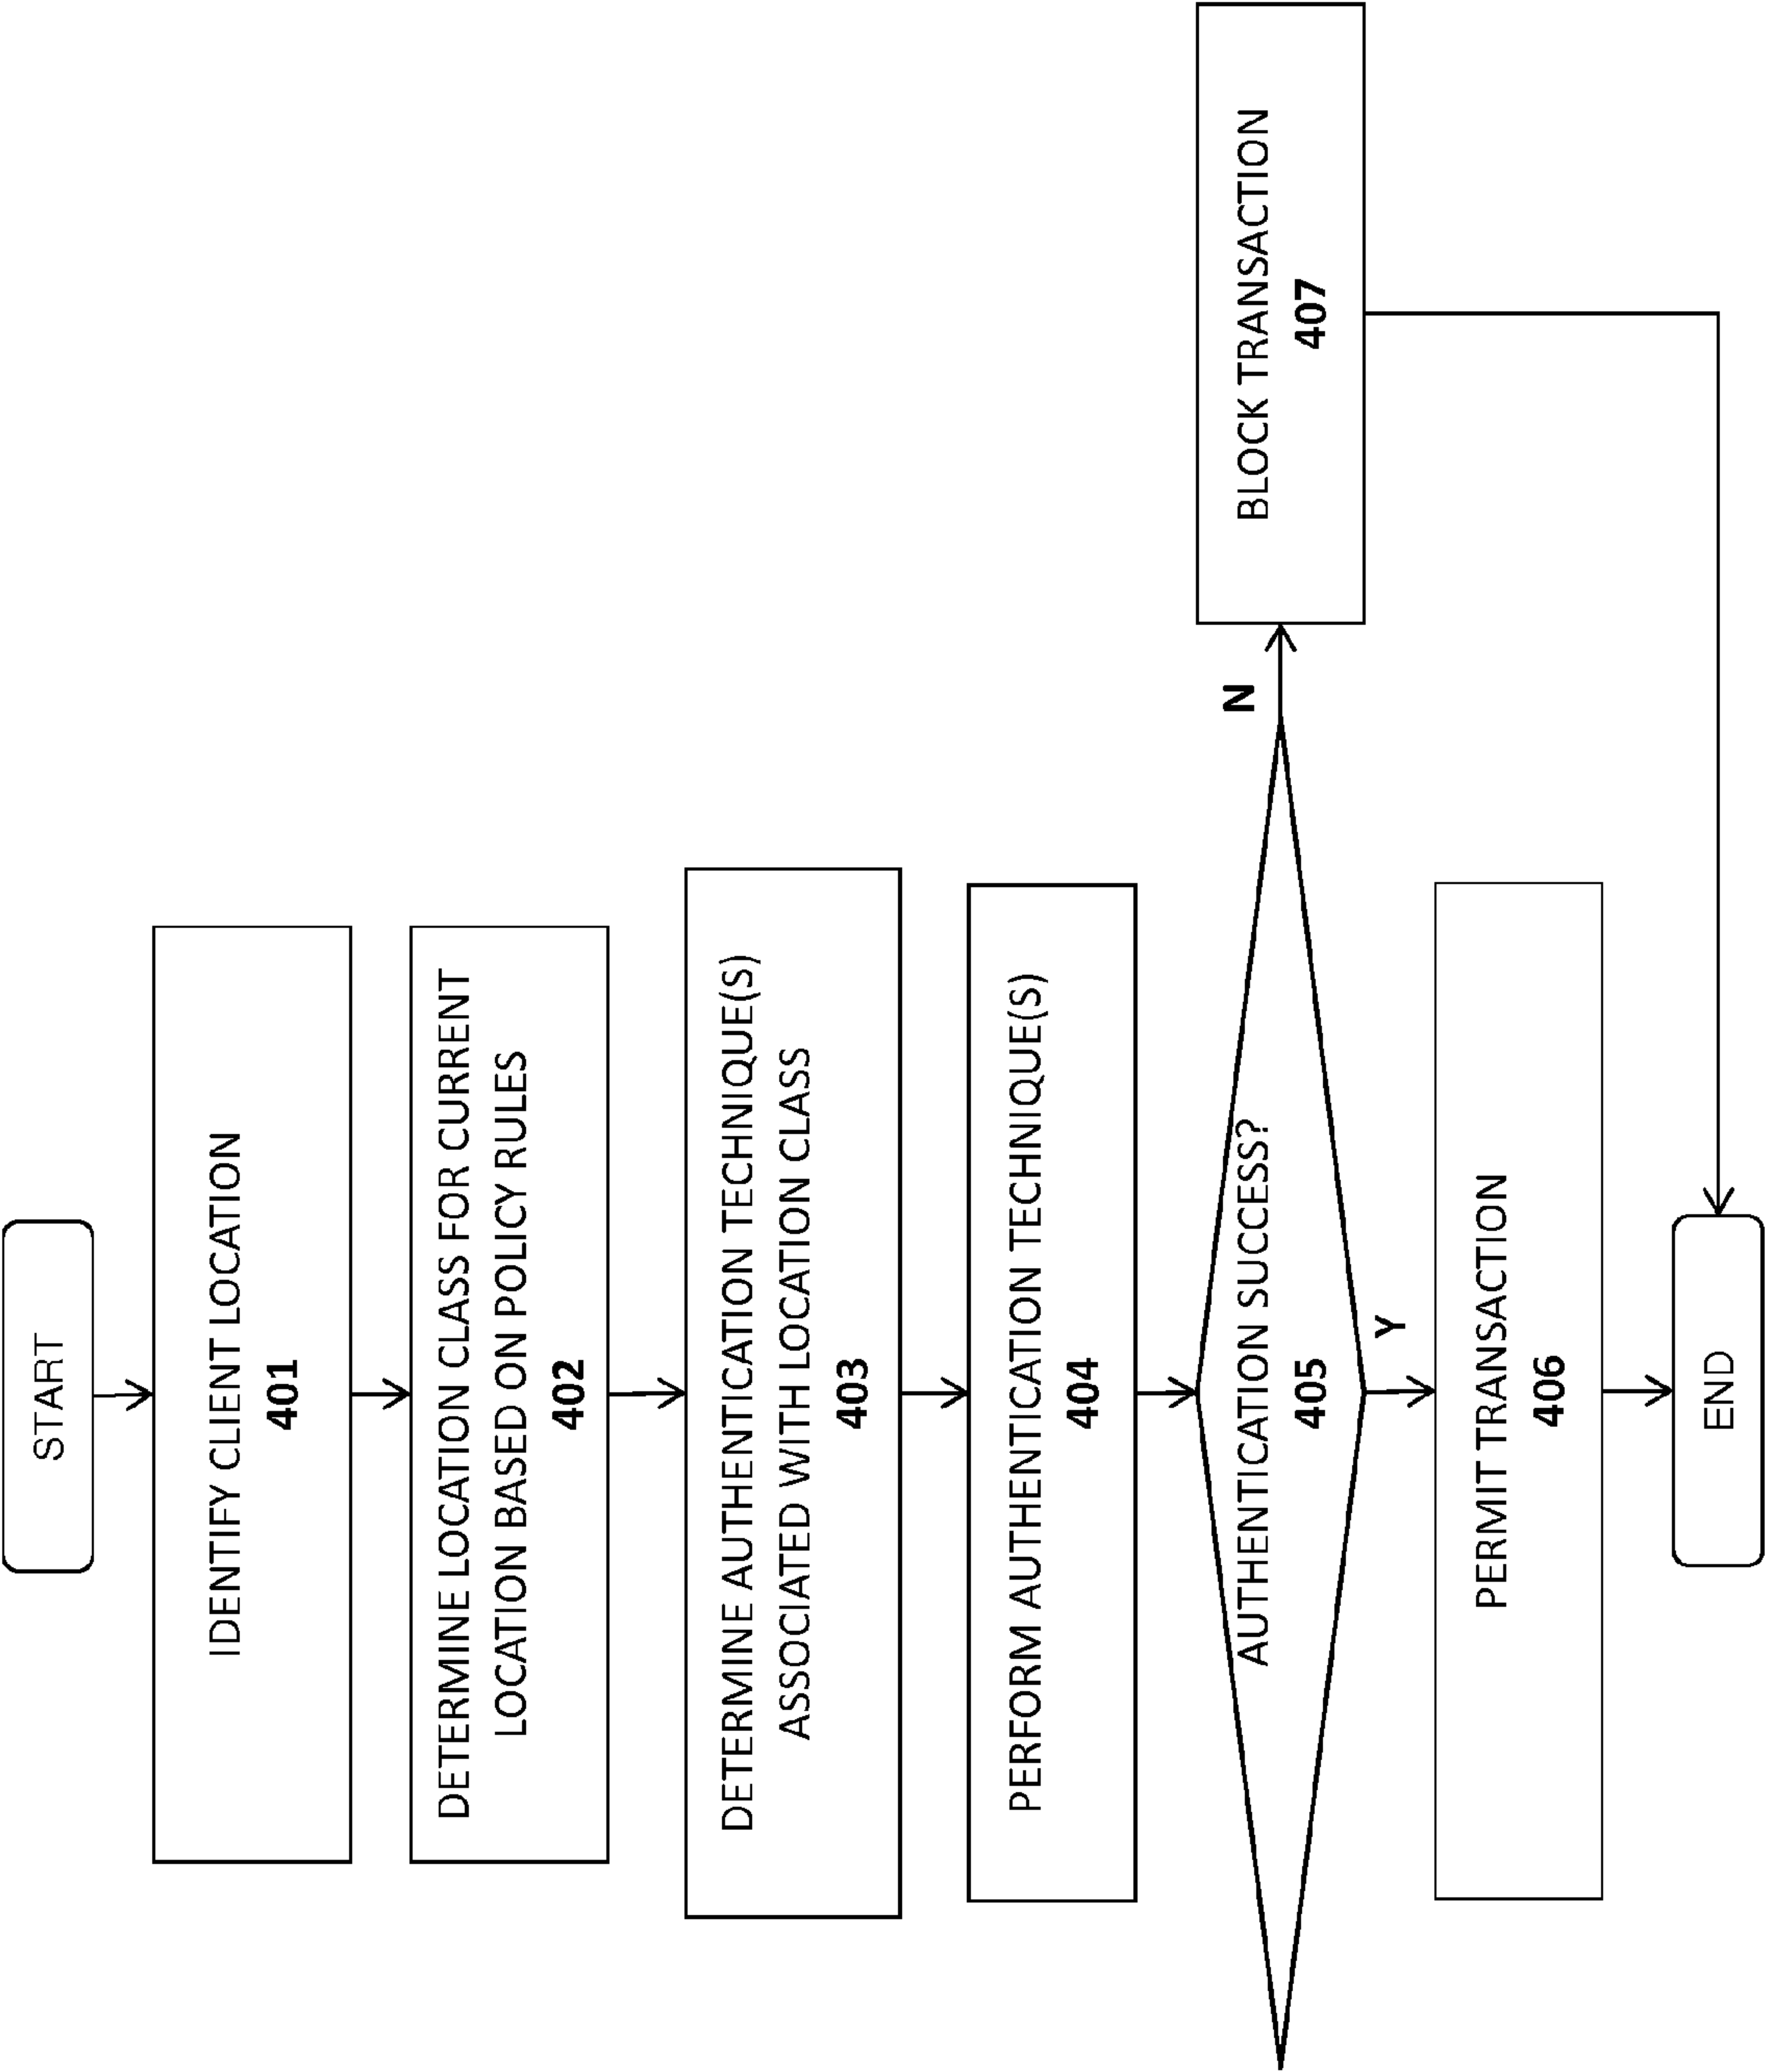 START
IDENTIFY CLIENT LOCATION
401
DETERMINE LOCATION CLASS FOR CURRENT
LOCATION BASED ON POLICY RULES
402
DETERMINE AUTHENTICATION TECHNIQUE(S)
ASSOCIATED WITH LOCATION CLASS
403
PERFORM AUTHENTICATION TECHNIQUE(S)
404
AUTHENTICATION SUCCESS?
405
N
BLOCK TRANSACTION
407
Y
PERMIT TRANSACTION
406
END